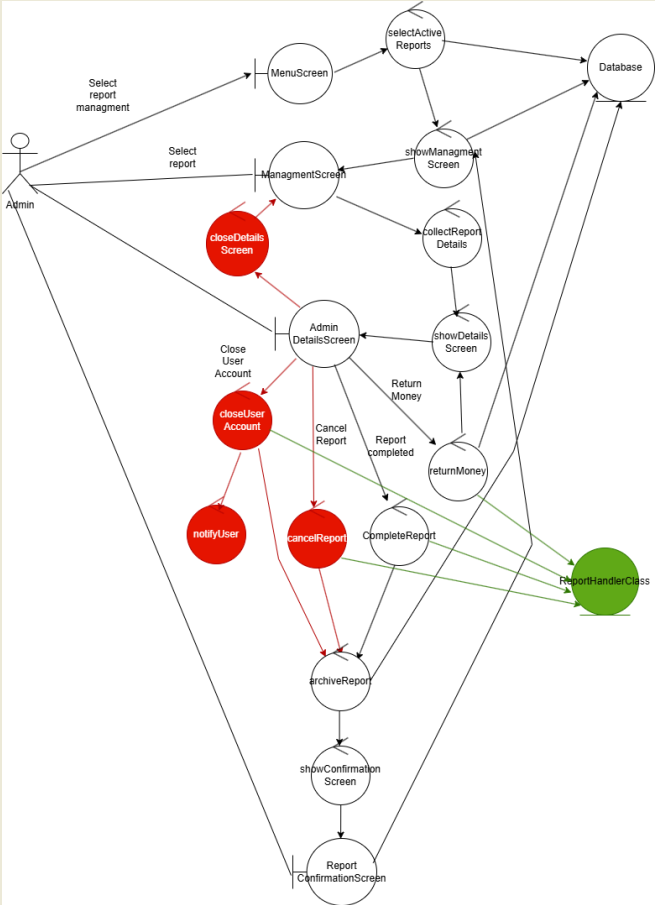 selectActive
Reports
Database
MenuScreen
Select
report
managment
showManagment
Screen
Select
report
ManagmentScreen
Admin
closeDetails
Screen
collectReport
Details
Admin
DetailsScreen
showDetails
Screen
Close
User
Account
Return
Money
closeUser
Account
Cancel
Report
Report
completed
returnMoney
notifyUser
cancelReport
CompleteReport
ReportHandlerClass
archiveReport
showConfirmation
Screen
Report
ConfirmationScreen